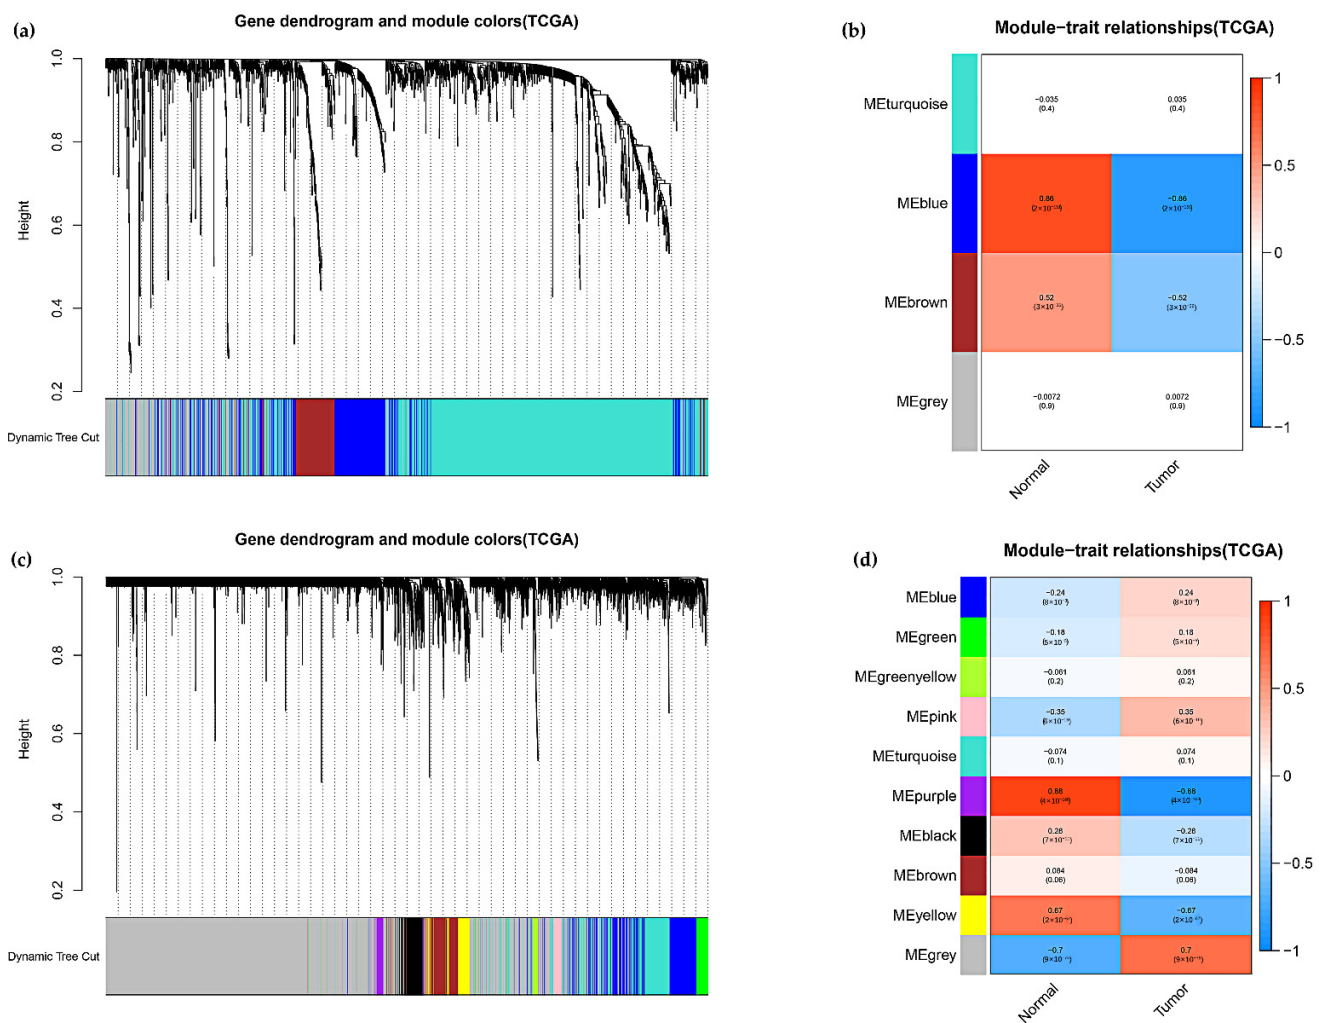 (a)
Gene dendrogram and module colors(TCGA)
Height
1.0
0.8
0.6
0.4
0.2
Dynamic Tree Cut
(b)
Module−trait relationships(TCGA)
MEturquoise
MEblue
MEbrown
MEgrey
−0.035
(0.4)
0.035
(0.4)
0.86
−0.86
0.52
−0.52
−0.0072
(0.9)
0.0072
(0.9)
Normal
Tumor
1
0.5
0
−0.5
−1
(c)
Gene dendrogram and module colors(TCGA)
Height
1.0
0.8
0.6
0.4
0.2
Dynamic Tree Cut
(d)
Module−trait relationships(TCGA)
MEblue
MEgreen
MEgreenyellow
MEpink
MEturquoise
MEpurple
MEblack
MEbrown
MEyellow
MEgrey
−0.24
0.24
−0.18
0.18
−0.061
(0.2)
0.061
(0.2)
−0.35
0.35
−0.074
(0.1)
0.074
(0.1)
0.88
−0.88
0.28
−0.28
0.084
(0.06)
−0.084
(0.06)
0.67
−0.67
−0.7
0.7
Normal
Tumor
1
0.5
0
−0.5
−1